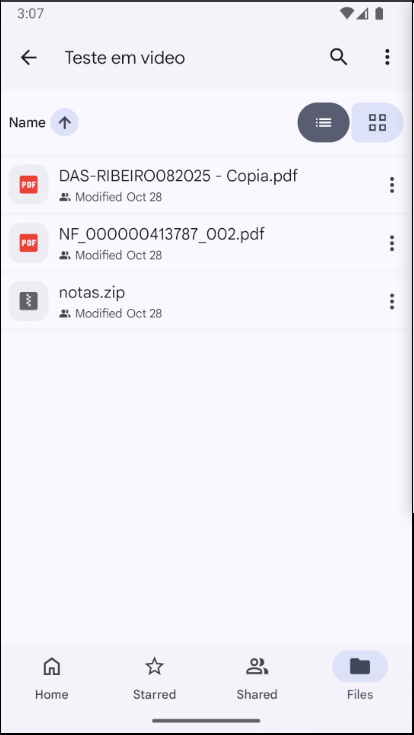 3:07
Teste em video
Name
PDF
DAS-RIBEIRO082025 - Copia.pdf
Modified Oct 28
PDF
NF_000000413787_002.pdf
Modified Oct 28
notas.zip
Modified Oct 28
Home
Starred
Shared
Files